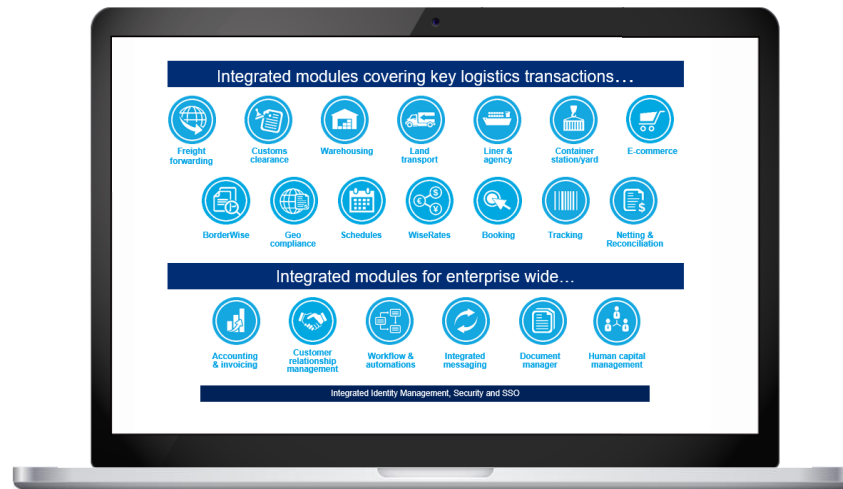 Integrated modules covering key logistics transactions...
Freight
forwarding
Customs
clearance
Warehousing
Land
transport
Liner &
agency
Container
station/yard
E-commerce
BorderWise
Geo
compliance
Schedules
WiseRates
Booking
Tracking
Netting &
Reconciliation
Integrated modules for enterprise wide...
Accounting
& invoicing
Customer
relationship
management
Workflow &
automations
Integrated
messaging
Document
manager
Human capital
management
Integrated Identity Management, Security and SSO